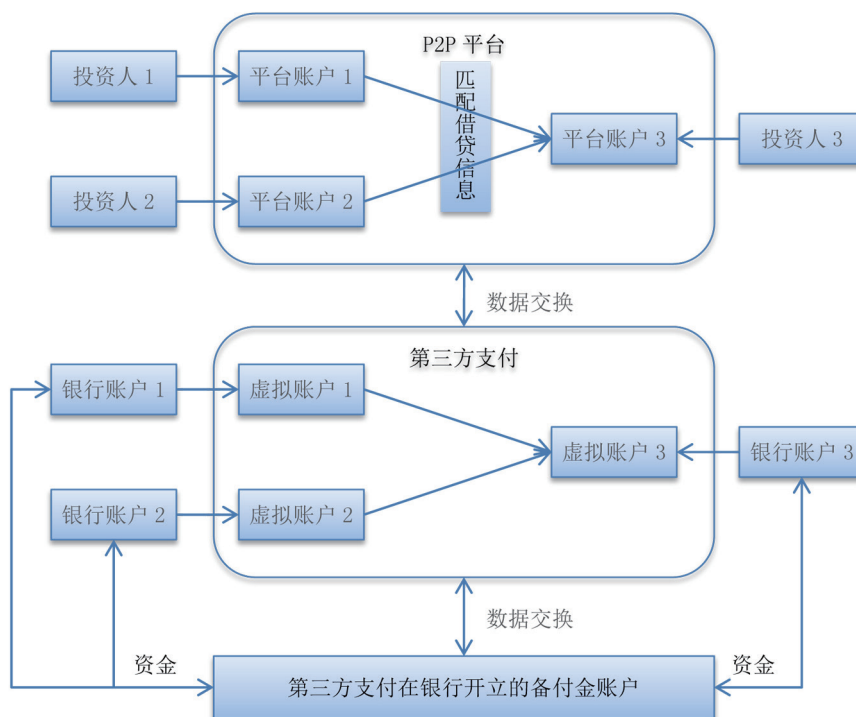 P2P 平台
投资人 1
平台账户 1
匹配借贷信息
平台账户 3
投资人 3
投资人 2
平台账户 2
数据交换
第三方支付
银行账户 1
虚拟账户 1
虚拟账户 3
银行账户 3
银行账户 2
虚拟账户 2
数据交换
资金
资金
第三方支付在银行开立的备付金账户